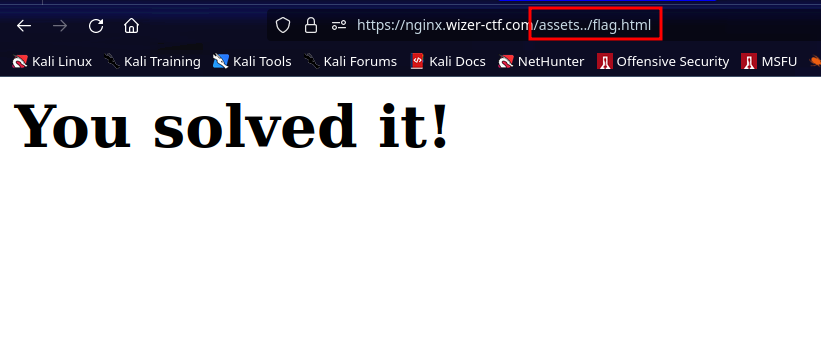 https://nginx.wizer-ctf.com/assets../flag.html
Kali Linux Kali Training Kali Tools Kali Forums Kali Docs NetHunter Offensive Security MSFU
You solved it!